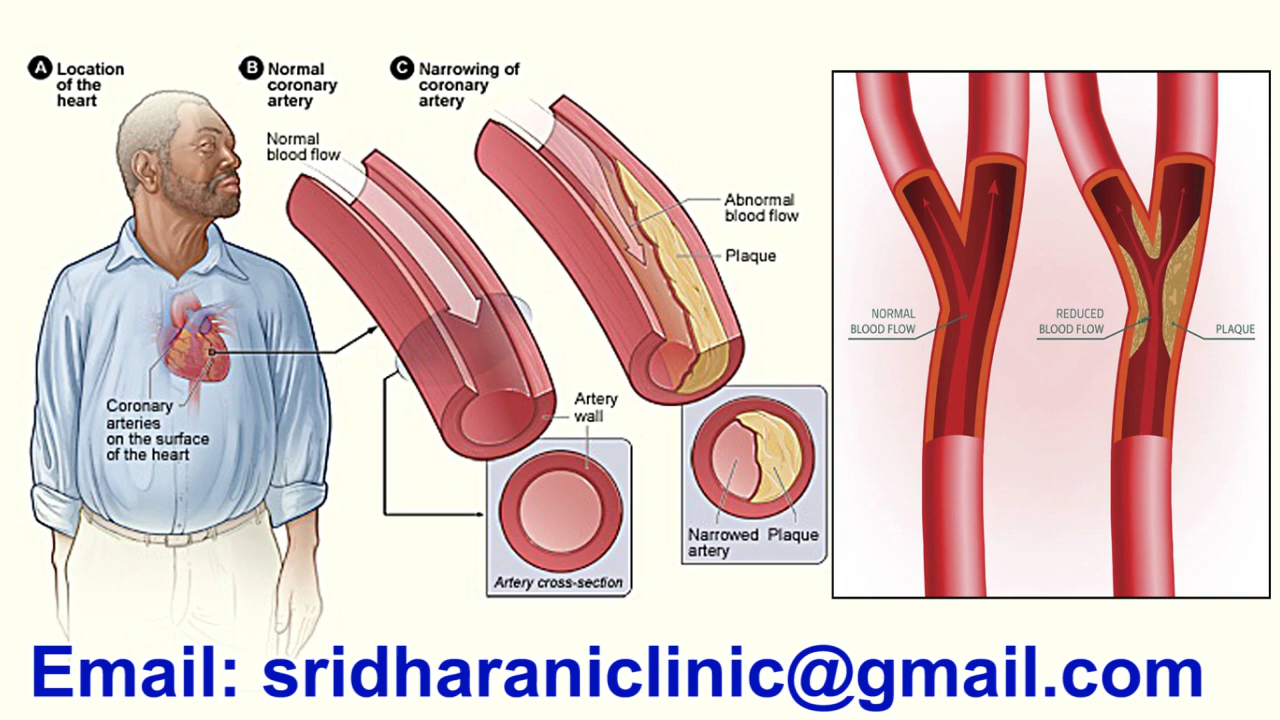 A Location
of the
heart
B Normal
coronary
artery
C Narrowing of
coronary
artery
Normal
blood flow
Abnormal
blood flow
Plaque
Coronary
arteries
on the surface
of the heart
Artery
wall
Artery cross-section
Narrowed Plaque
artery
NORMAL
BLOOD FLOW
REDUCED
BLOOD FLOW
PLAQUE
Email: sridharaniclinic@gmail.com